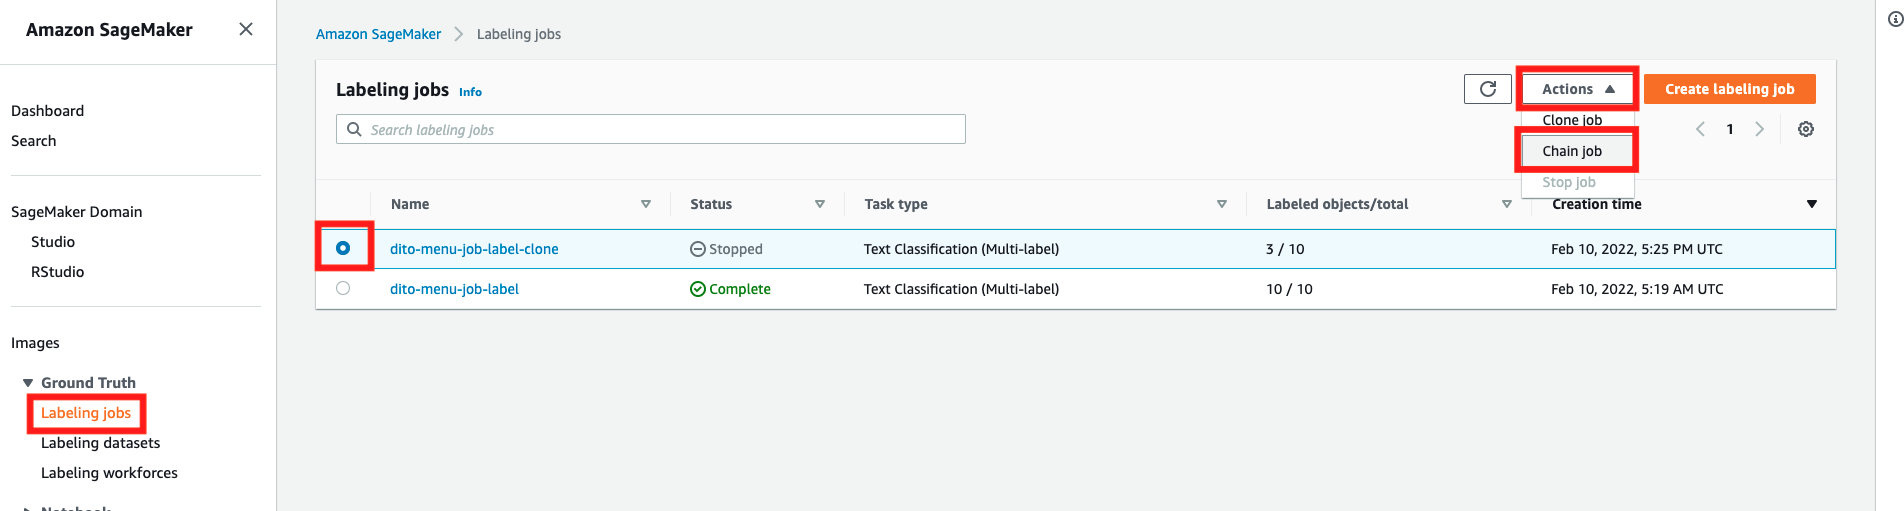 Amazon SageMaker
Dashboard
Search
SageMaker Domain
Studio
RStudio
Images
Ground Truth
Labeling jobs
Labeling datasets
Labeling workforces
Notebook
Amazon SageMaker Labeling jobs
Labeling jobs Info
Actions Create labeling job
Search labeling jobs
Clone job
1
Chain job
Stop job
Name Status Task type Labeled objects/total Creation time
dito-menu-job-label-clone Stopped Text Classification (Multi-label) 3 / 10 Feb 10, 2022, 5:25 PM UTC
dito-menu-job-label Complete Text Classification (Multi-label) 10 / 10 Feb 10, 2022, 5:19 AM UTC